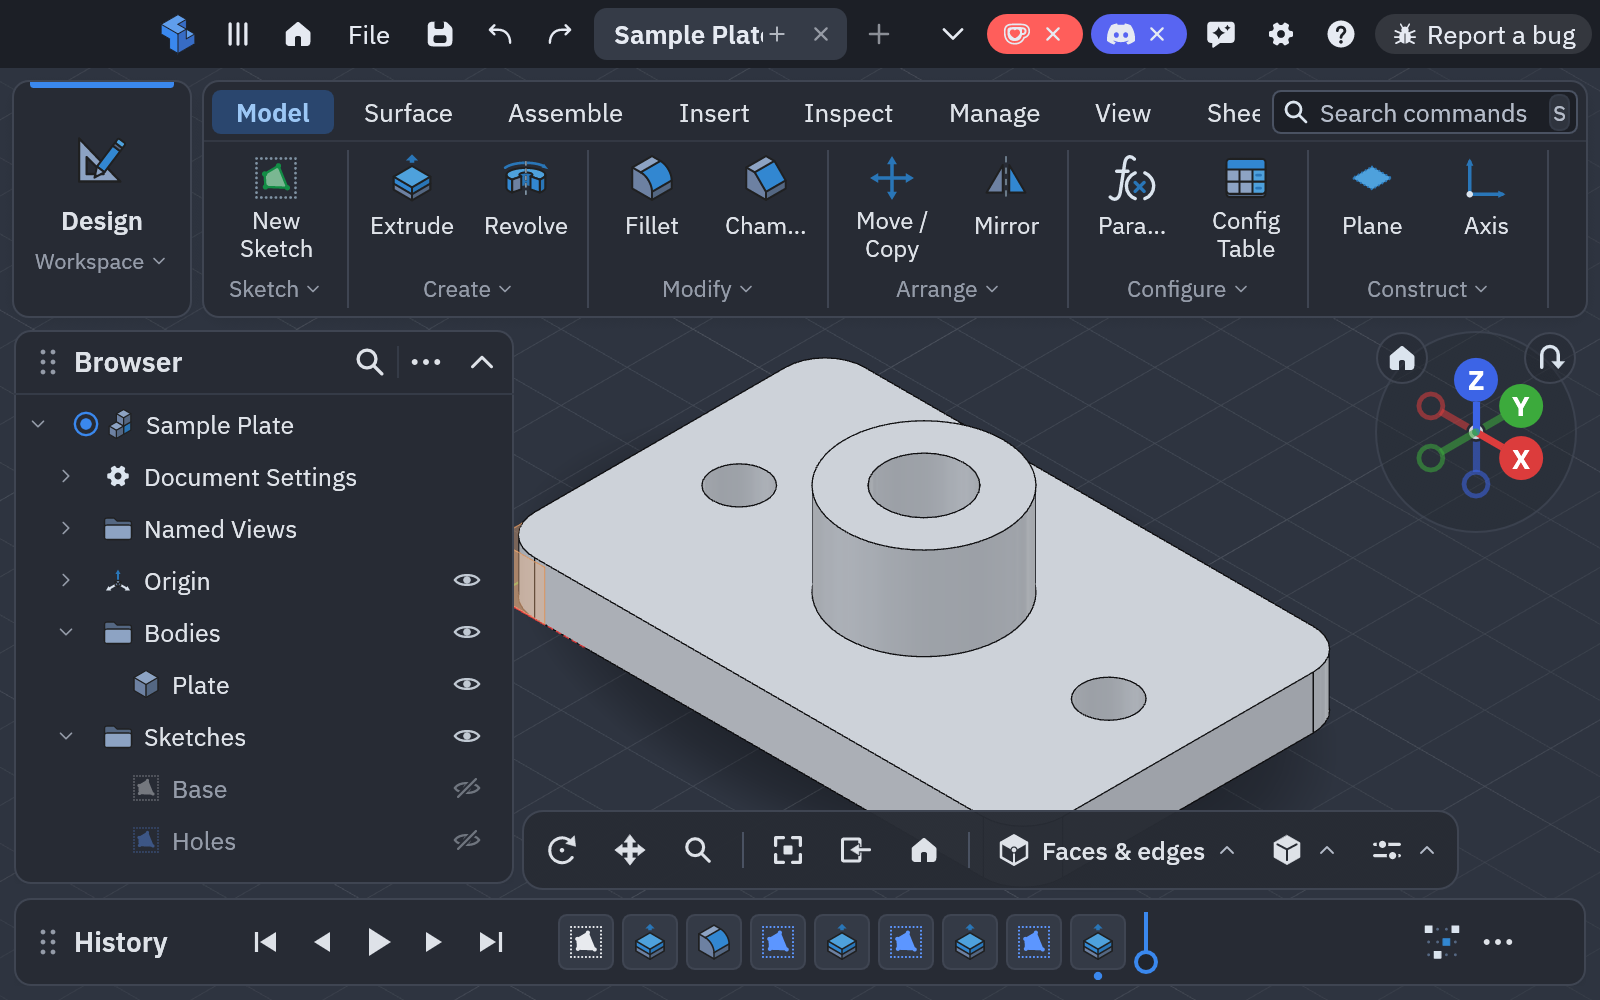 File
Sample Plat
Report a bug
Design
Workspace
Model
Surface
Assemble
Insert
Inspect
Manage
View
Shee
Search commands
S
New
Sketch
Extrude
Revolve
Fillet
Cham...
Move /
Copy
Mirror
Para...
Config
Table
Plane
Axis
Sketch
Create
Modify
Arrange
Configure
Construct
Browser
Sample Plate
Document Settings
Named Views
Origin
Bodies
Plate
Sketches
Base
Holes
Z
Y
X
Faces & edges
History